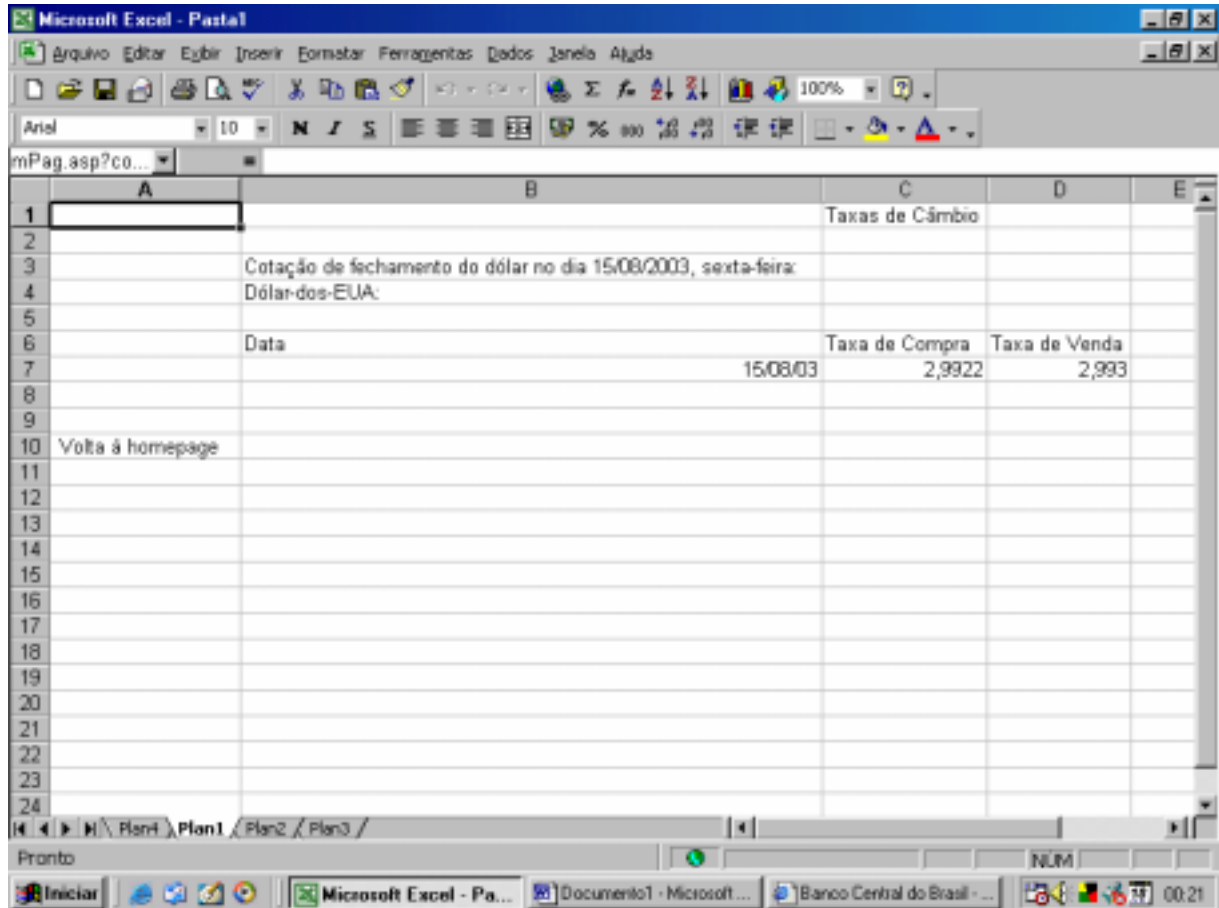 Microsoft Excel - Pasta1
Arquivo Editar Exibir Inserir Formatar Ferramentas Dados Janela Ajuda
100%
Arial 10 N I S % 000
mPag.asp?co... =
A B C D E
1 Taxas de Câmbio
2
3 Cotação de fechamento do dólar no dia 15/08/2003, sexta-feira:
4 Dólar-dos-EUA:
5
6 Data Taxa de Compra Taxa de Venda
7 15/08/03 2,9922 2,993
8
9
10 Volta á homepage
11
12
13
14
15
16
17
18
19
20
21
22
23
24
Plan4 Plan1 Plan2 Plan3
Pronto NÚM
Iniciar Microsoft Excel - Pa... Documento1 - Microsoft ... Banco Central do Brasil - ... 00:21